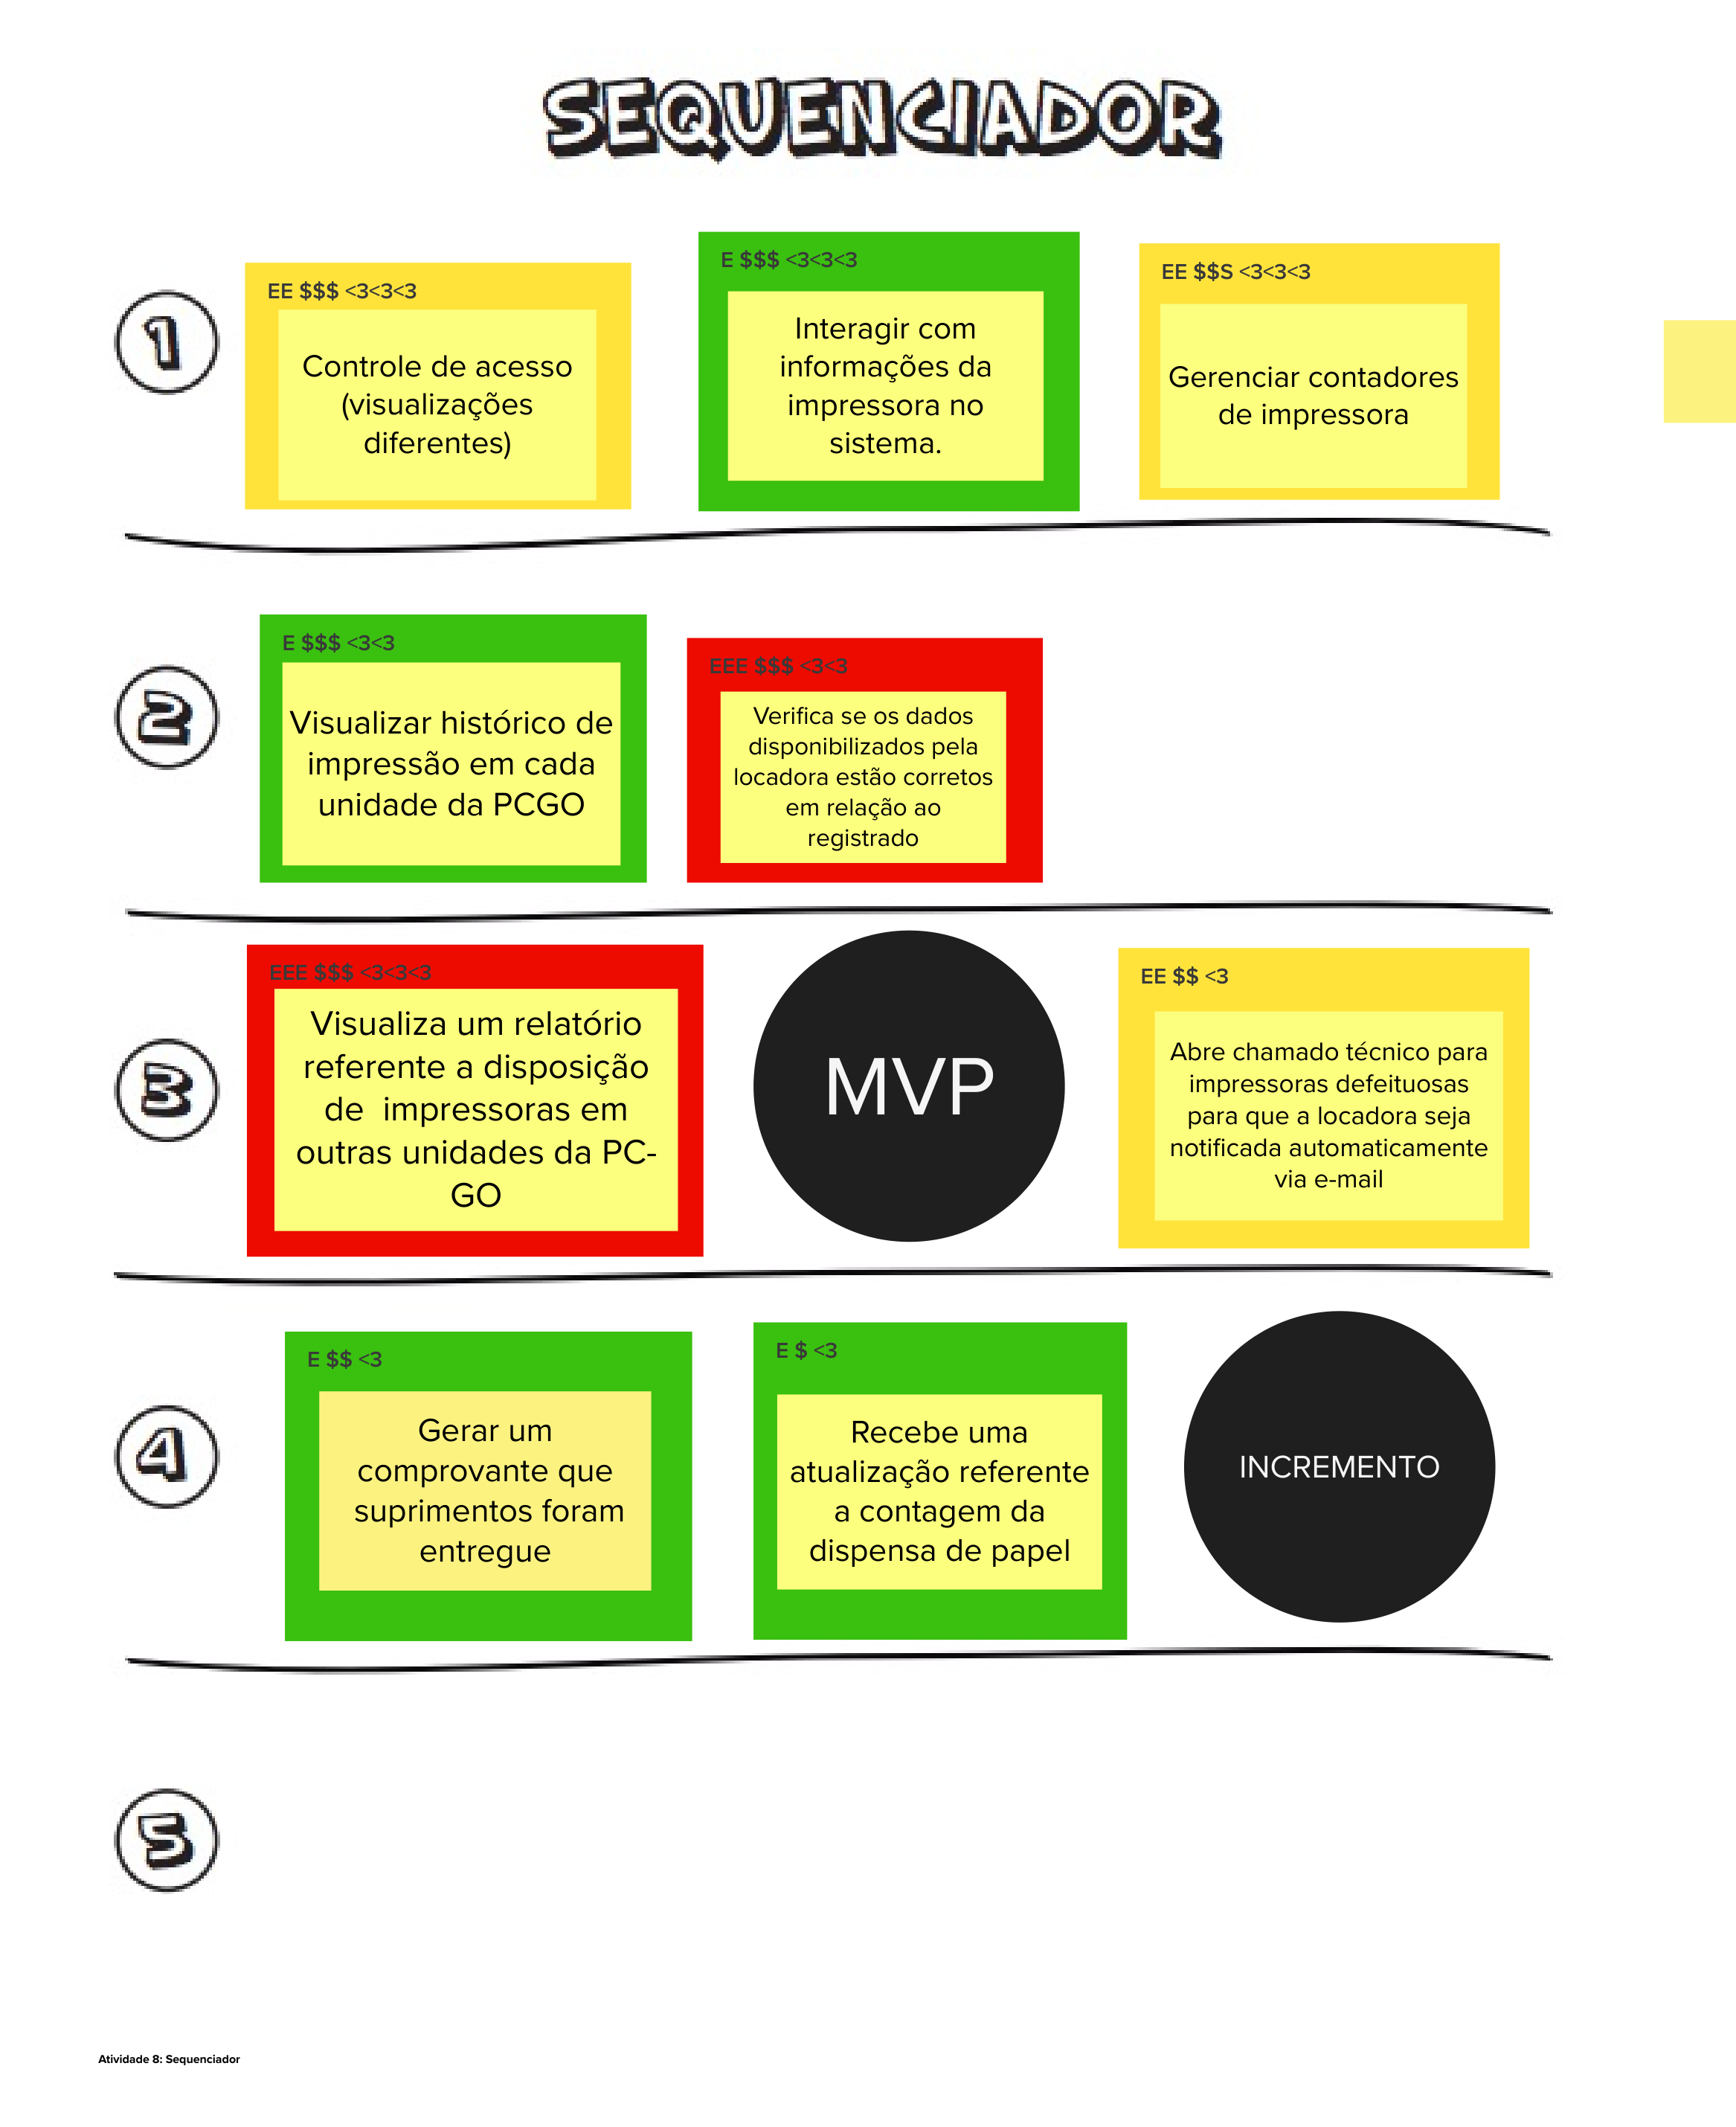 SEQUENCIADOR
1
EE $$$ <3<3<3
Controle de acesso
(visualizações
diferentes)
E $$$ <3<3<3
Interagir com
informações da
impressora no
sistema.
EE $$S <3<3<3
Gerenciar contadores
de impressora
2
E $$$ <3<3
Visualizar histórico de
impressão em cada
unidade da PCGO
EEE $$$ <3<3
Verifica se os dados
disponibilizados pela
locadora estão corretos
em relação ao
registrado
3
EEE $$$ <3<3<3
Visualiza um relatório
referente a disposição
de  impressoras em
outras unidades da PC-
GO
MVP
EE $$ <3
Abre chamado técnico para
impressoras defeituosas
para que a locadora seja
notificada automaticamente
via e-mail
4
E $$ <3
Gerar um
comprovante que
suprimentos foram
entregue
E $ <3
Recebe uma
atualização referente
a contagem da
dispensa de papel
INCREMENTO
5
Atividade 8: Sequenciador